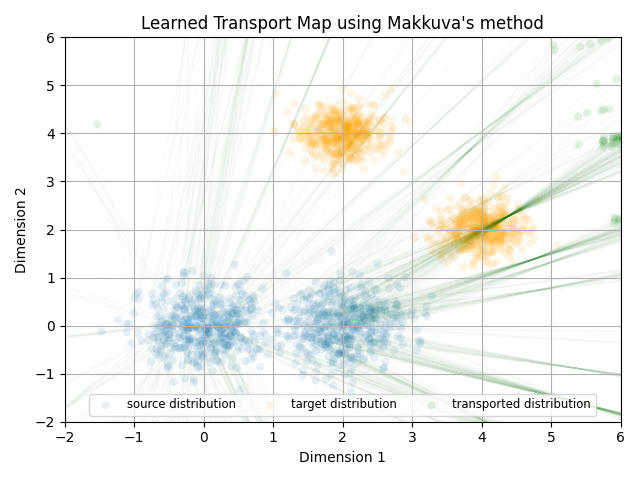 Learned Transport Map using Makkuva's method
6
5
4
3
2
1
0
−1
−2
Dimension 2
source distribution target distribution transported distribution
−2 −1 0 1 2 3 4 5 6
Dimension 1